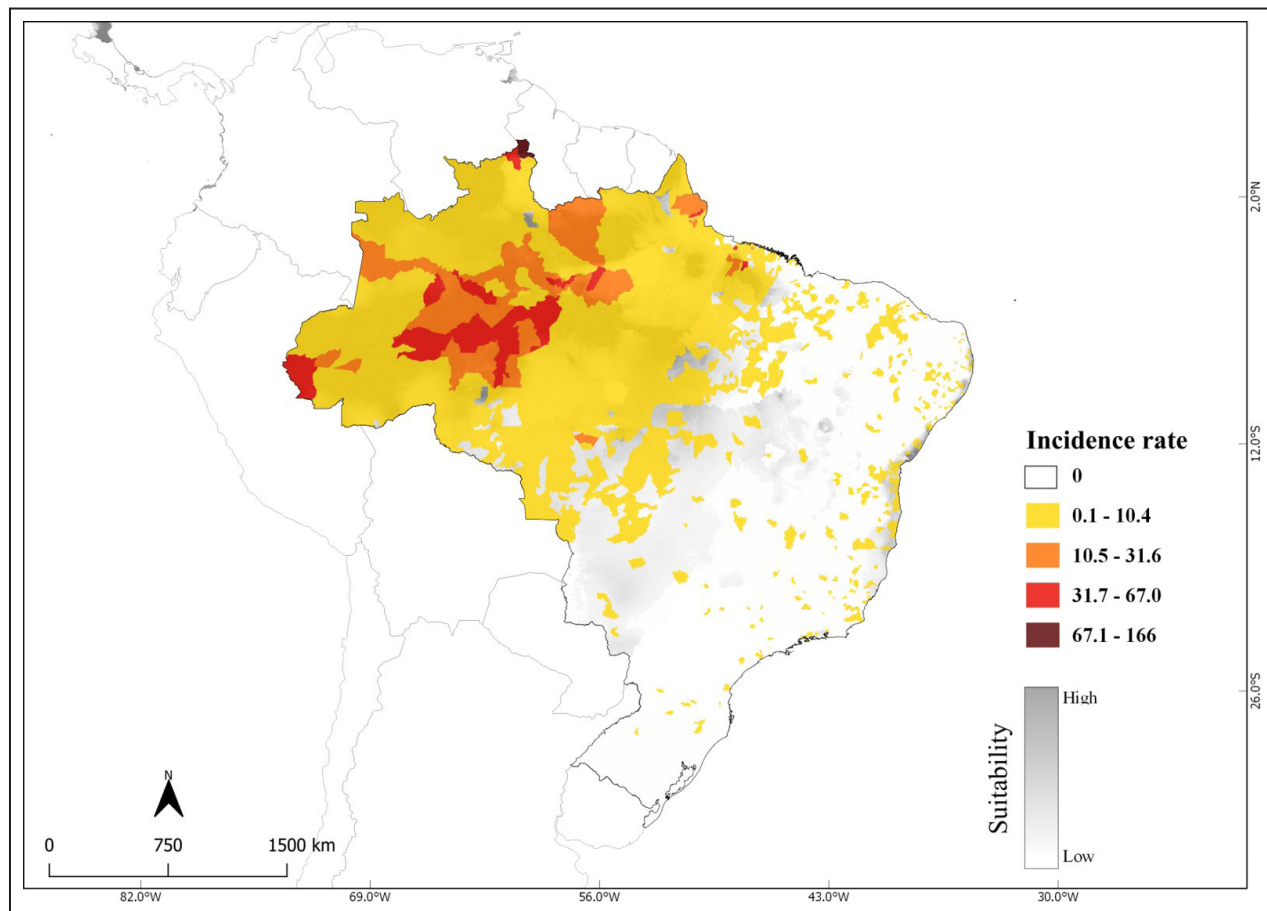 2.0°N
Incidence rate
0
0.1 - 10.4
12.0°S
10.5 - 31.6
31.7 - 67.0
67.1 - 166
26.0°S
High
Suitability
Low
N
0 750 1500 km
82.0°W 69.0°W 56.0°W 43.0°W 30.0°W